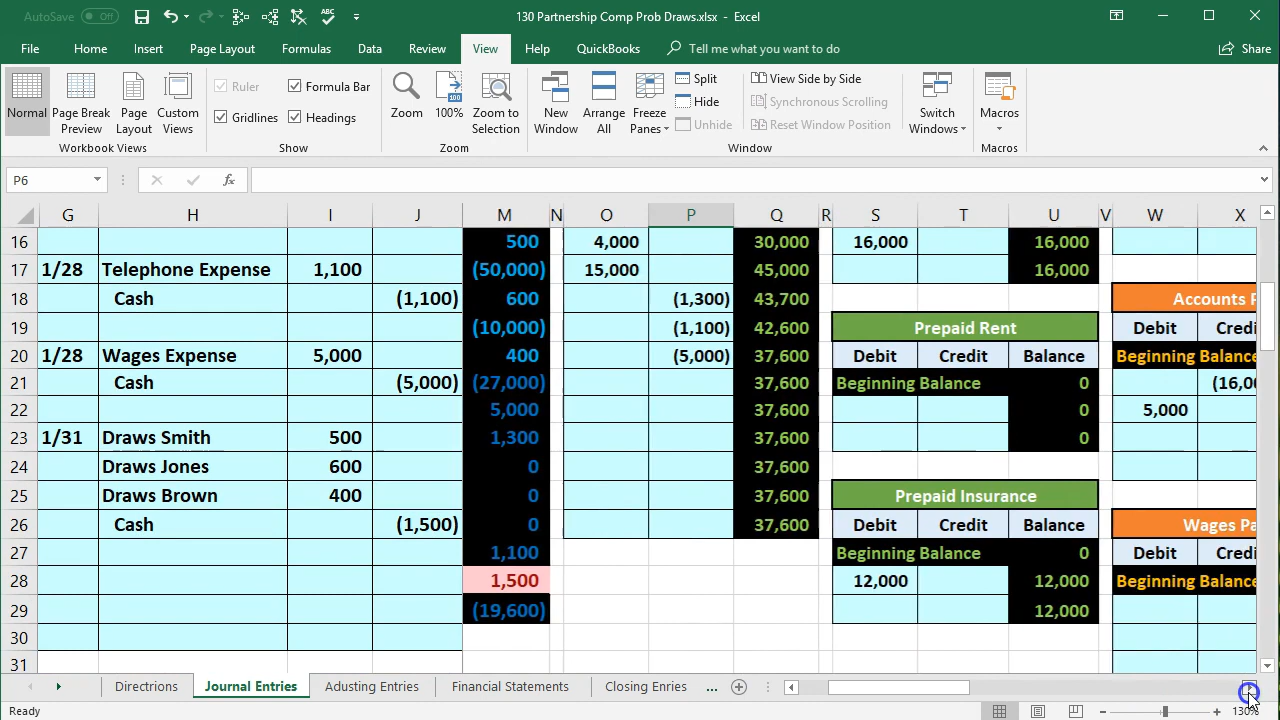 AutoSave Off 130 Partnership Comp Prob Draws.xlsx — Excel
File Home Insert Page Layout Formulas Data Review View Help QuickBooks Tell me what you want to do Share
Normal Page Break Preview Page Layout Custom Views Ruler Formula Bar Gridlines Headings Zoom 100% Zoom to Selection New Window Arrange All Freeze Panes Split Hide Unhide View Side by Side Synchronous Scrolling Reset Window Position Switch Windows Macros
Workbook Views Show Zoom Window Macros
P6 fx
G H I J M N O P Q R S T U V W X
16 500 4,000 30,000 16,000 16,000
17 1/28 Telephone Expense 1,100 (50,000) 15,000 45,000 16,000
18 Cash (1,100) 600 (1,300) 43,700 Accounts P
19 (10,000) (1,100) 42,600 Prepaid Rent Debit Credi
20 1/28 Wages Expense 5,000 400 (5,000) 37,600 Debit Credit Balance Beginning Balance
21 Cash (5,000) (27,000) 37,600 Beginning Balance 0 (16,00
22 5,000 37,600 0 5,000
23 1/31 Draws Smith 500 1,300 37,600 0
24 Draws Jones 600 0 37,600
25 Draws Brown 400 0 37,600 Prepaid Insurance
26 Cash (1,500) 0 37,600 Debit Credit Balance Wages Pa
27 1,100 Beginning Balance 0 Debit Credi
28 1,500 12,000 12,000 Beginning Balance
29 (19,600) 12,000
30
31
Directions Journal Entries Adusting Entries Financial Statements Closing Enries ...
Ready 130%